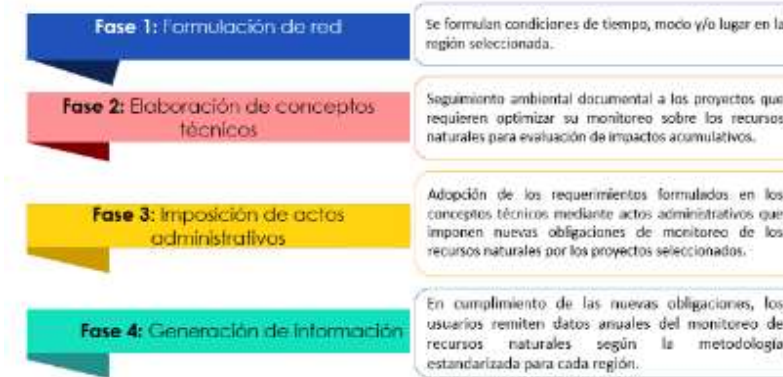 Fase 1: Formulación de red
Se formulan condiciones de tiempo, modo y/o lugar en la
región seleccionada.
Fase 2: Elaboración de conceptos
técnicos
Seguimiento ambiental documental a los proyectos que
requieren optimizar su monitoreo sobre los recursos
naturales para evaluación de impactos acumulativos.
Fase 3: Imposición de actos
administrativos
Adopción de los requerimientos formulados en los
conceptos técnicos mediante actos administrativos que
imponen nuevas obligaciones de monitoreo de los
recursos naturales por los proyectos seleccionados.
Fase 4: Generación de información
En cumplimiento de las nuevas obligaciones, los
usuarios remiten datos anuales del monitoreo de
recursos naturales según la metodología
estandarizada para cada región.